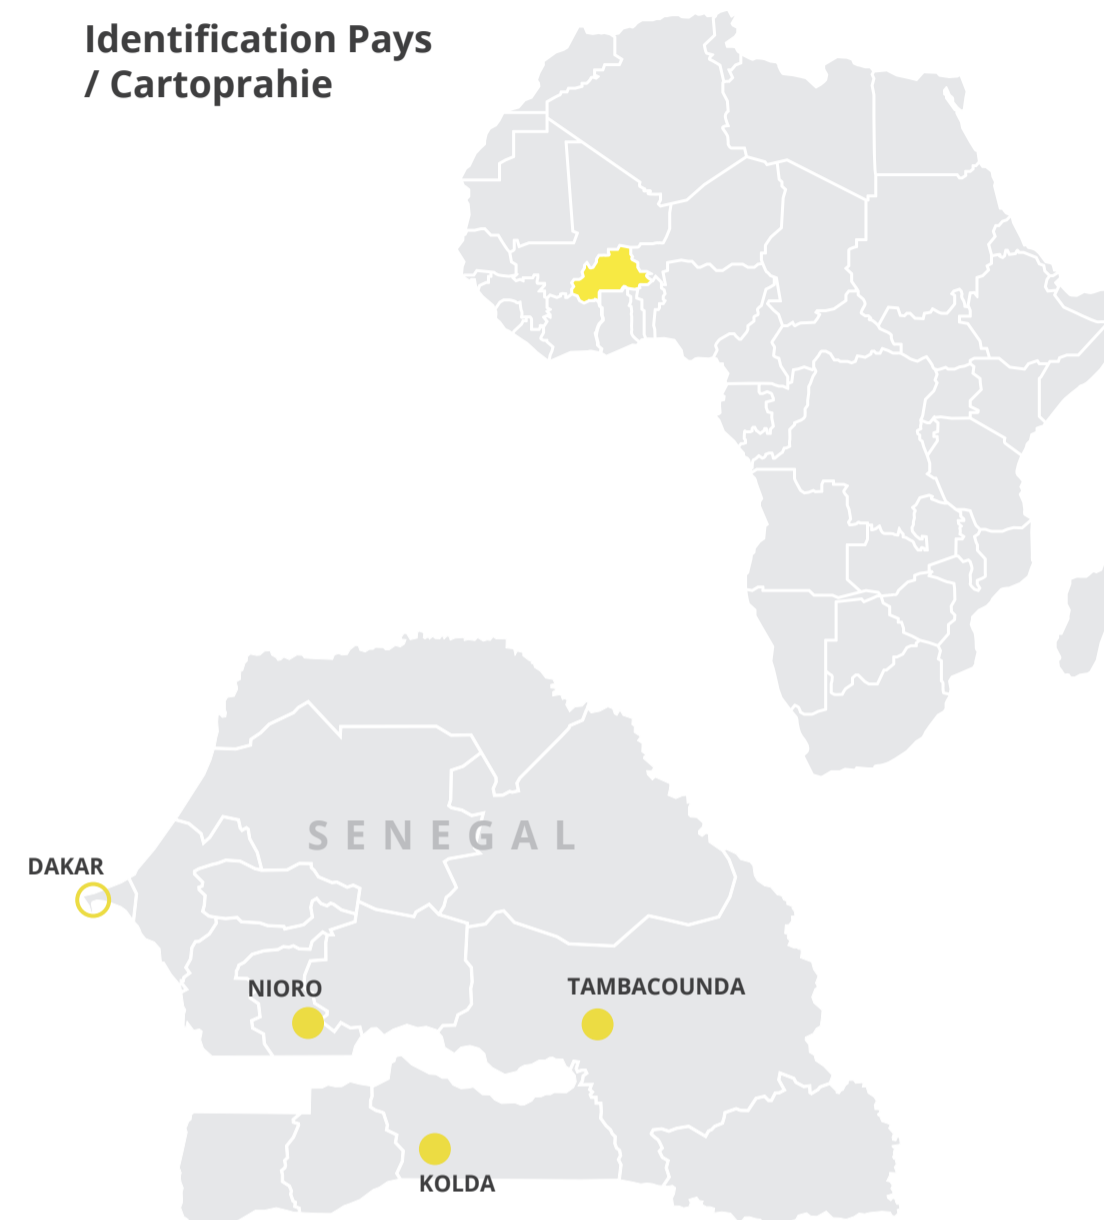 Identification Pays
/ Cartoprahie
SENEGAL
DAKAR
NIORO
TAMBACOUNDA
KOLDA